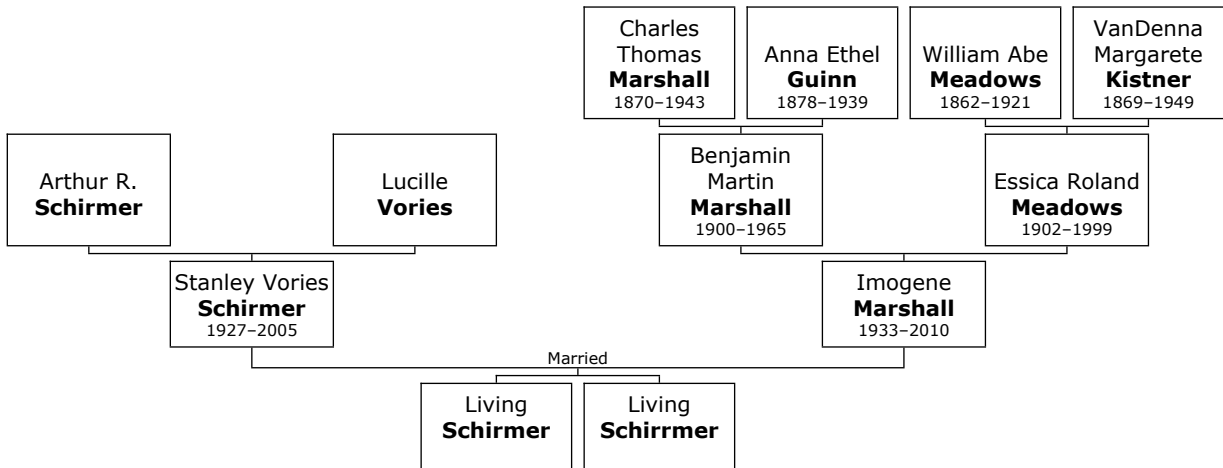 Charles
Thomas
Marshall
1870–1943
Anna Ethel
Guinn
1878–1939
William Abe
Meadows
1862–1921
VanDenna
Margarete
Kistner
1869–1949
Arthur R.
Schirmer
Lucille
Vories
Benjamin
Martin
Marshall
1900–1965
Essica Roland
Meadows
1902–1999
Stanley Vories
Schirmer
1927–2005
Imogene
Marshall
1933–2010
Married
Living
Schirmer
Living
Schirrmer